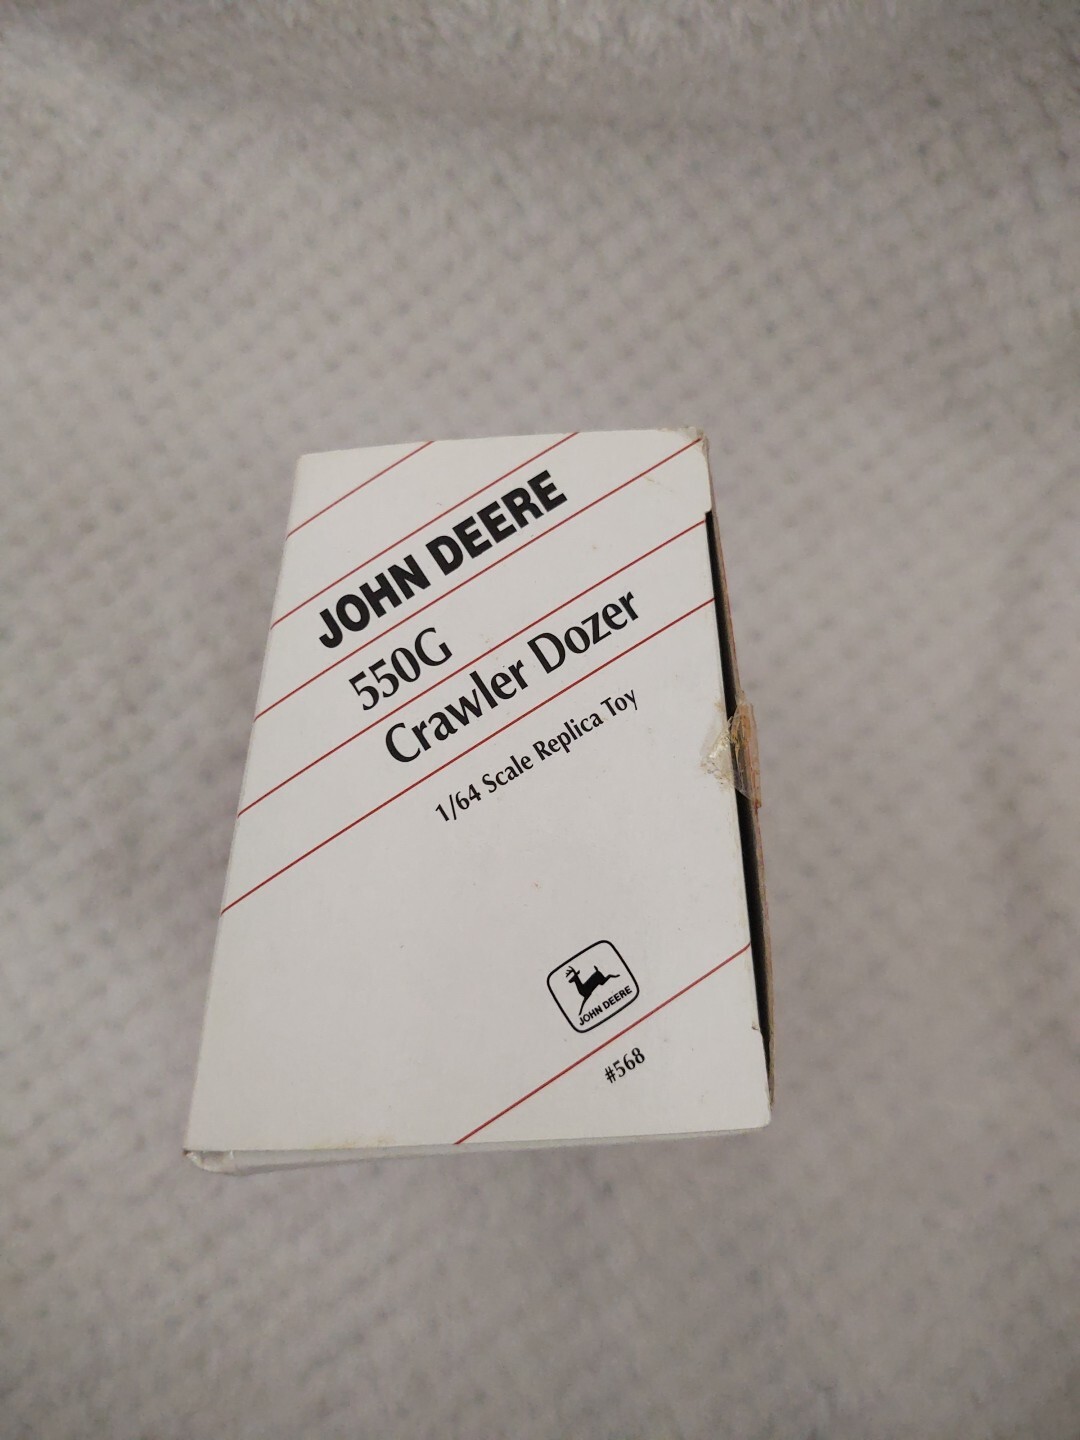 JOHN DEERE
550G
Crawler Dozer
1/64 Scale Replica Toy
JOHN DEERE
#568